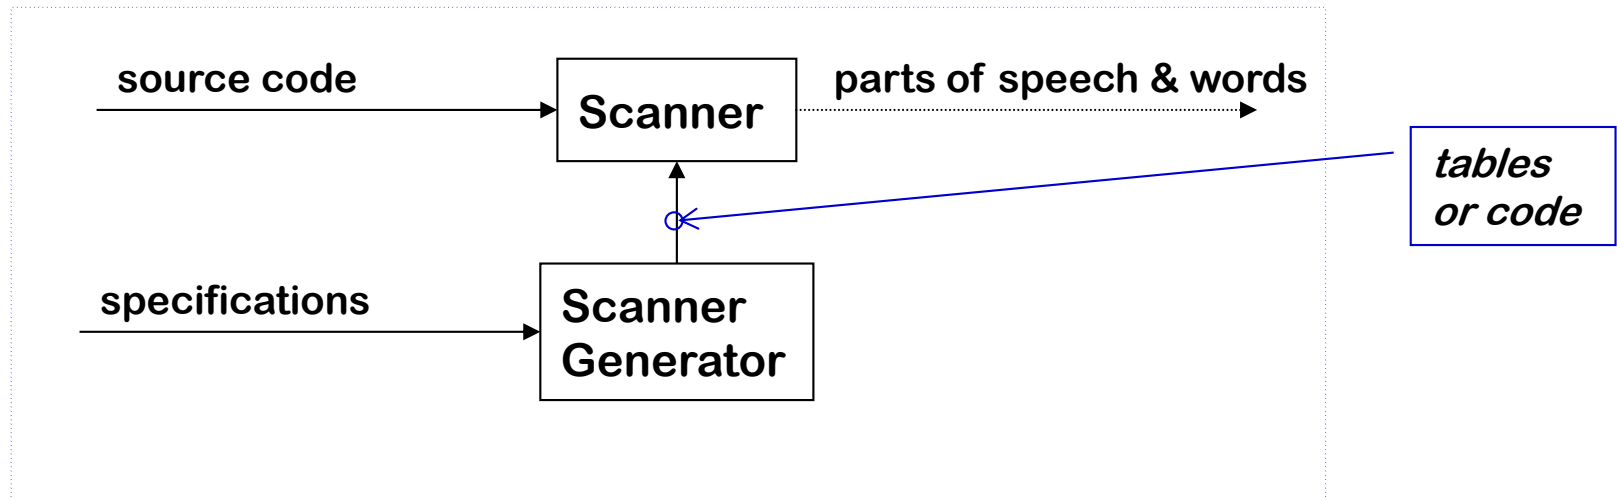 source code
Scanner
parts of speech & words
tables
or code
specifications
Scanner
Generator